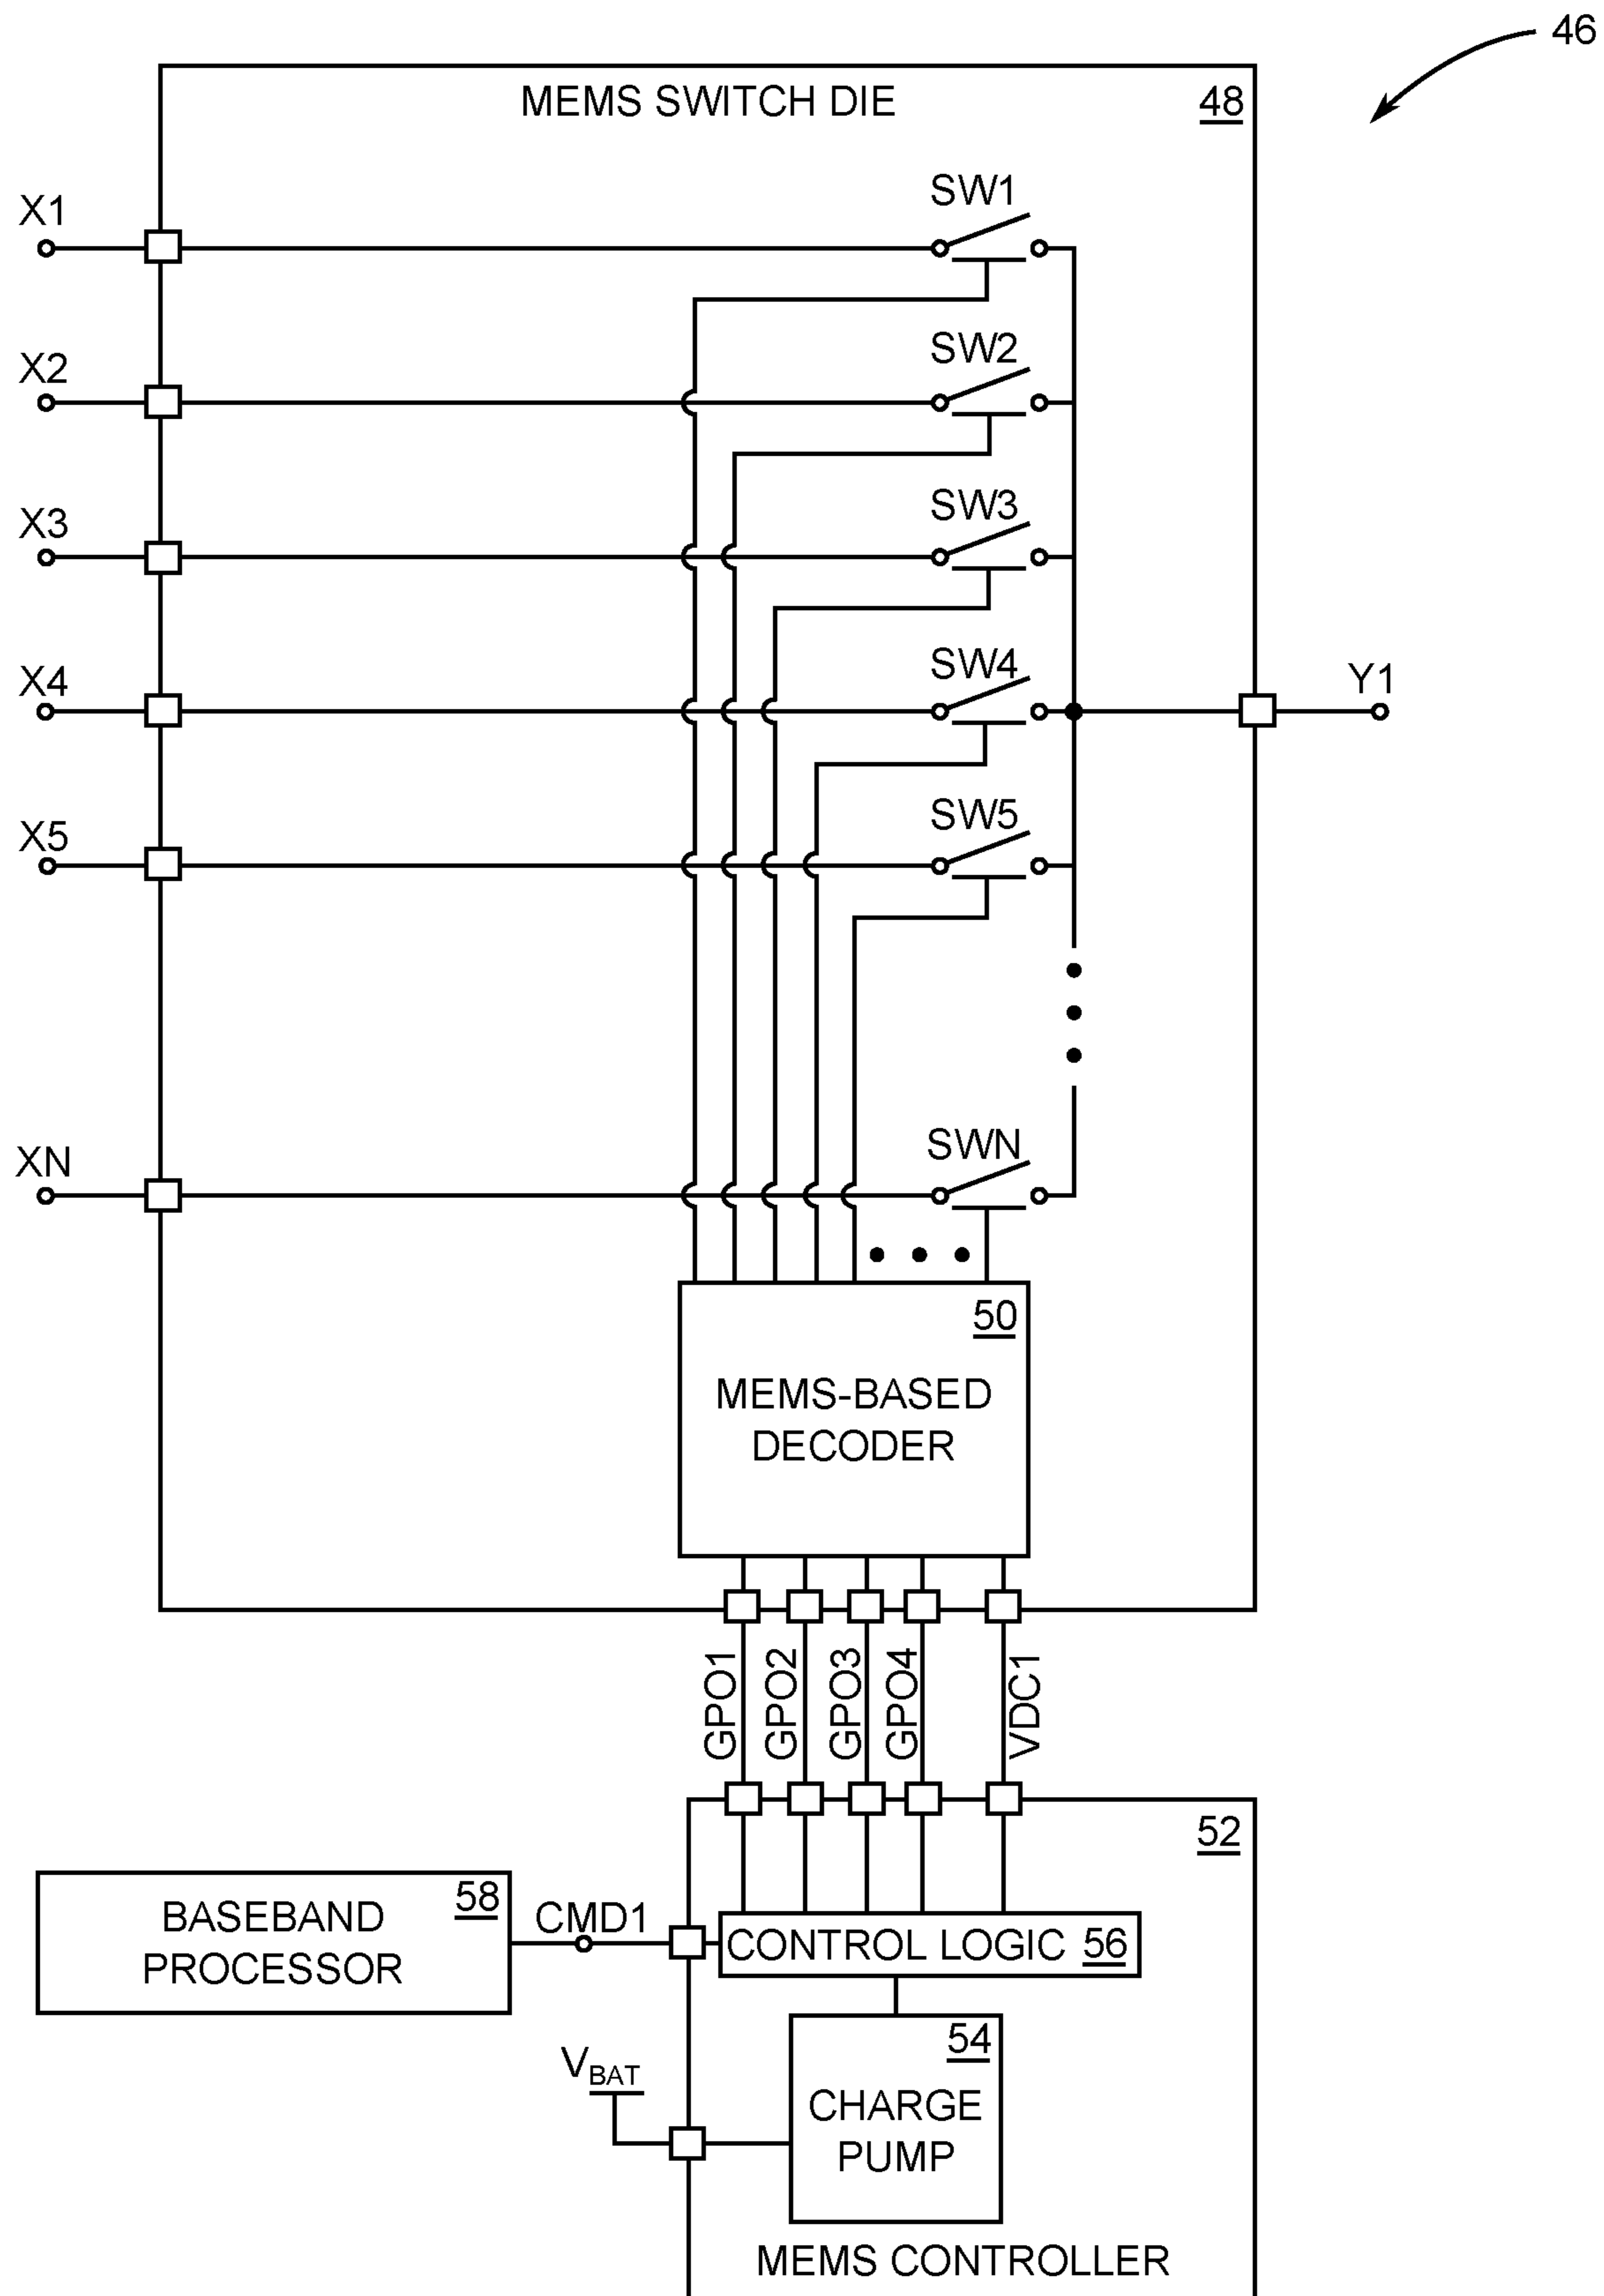 46
MEMS SWITCH DIE
48
X1
SW1
X2
SW2
X3
SW3
X4
SW4
Y1
X5
SW5
XN
SWN
50
MEMS-BASED
DECODER
GPO1
GPO2
GPO3
GPO4
VDC1
52
58
BASEBAND
PROCESSOR
CMD1
CONTROL LOGIC 56
54
VBAT
CHARGE
PUMP
MEMS CONTROLLER